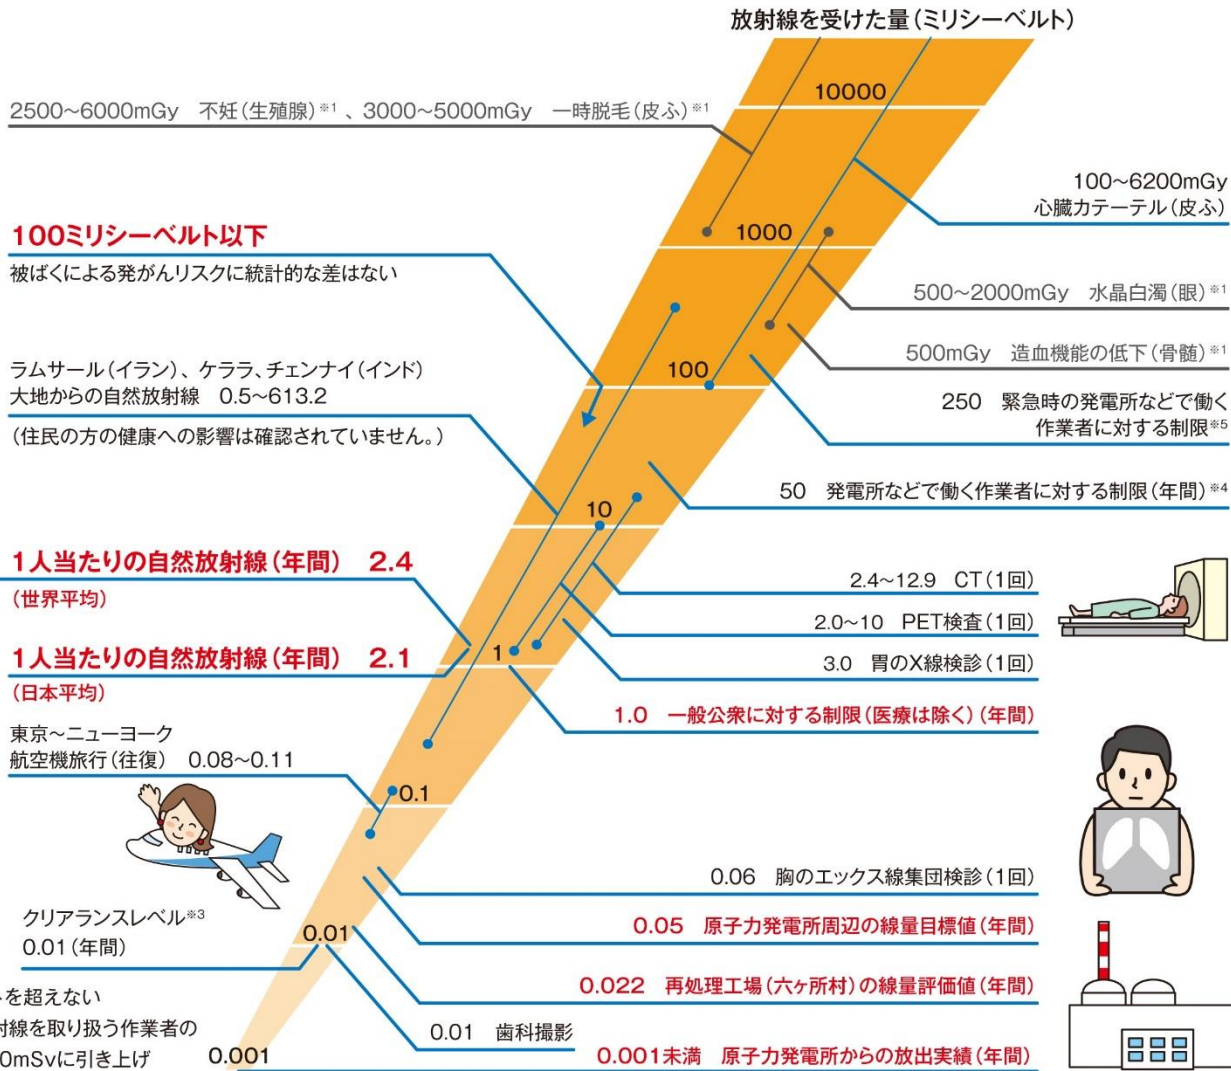 放射線を受けた量(ミリシーベルト)
10000
2500~6000mGy 不妊(生殖腺)※1 、3000~5000mGy 一時脱毛(皮ふ)※1
100~6200mGy
心臓カテーテル(皮ふ)
100ミリシーベルト以下
被ばくによる発がんリスクに統計的な差はない
1000
500~2000mGy 水晶白濁(眼)※1
500mGy 造血機能の低下(骨髄)※1
ラムサール(イラン)、ケララ、チェンナイ(インド)
大地からの自然放射線 0.5~613.2
(住民の方の健康への影響は確認されていません。)
100
250 緊急時の発電所などで働く
作業者に対する制限※5
50 発電所などで働く作業者に対する制限(年間)※4
10
1人当たりの自然放射線(年間) 2.4
(世界平均)
2.4~12.9 CT(1回)
2.0~10 PET検査(1回)
1人当たりの自然放射線(年間) 2.1
(日本平均)
1
3.0 胃のX線検診(1回)
1.0 一般公衆に対する制限(医療は除く)(年間)
東京~ニューヨーク
航空機旅行(往復) 0.08~0.11
0.1
0.06 胸のエックス線集団検診(1回)
クリアランスレベル※3
0.01(年間)
0.01
0.05 原子力発電所周辺の線量目標値(年間)
0.022 再処理工場(六ヶ所村)の線量評価値(年間)
を超えない
射線を取り扱う作業者の
0mSvに引き上げ
0.01 歯科撮影
0.001
0.001未満 原子力発電所からの放出実績(年間)